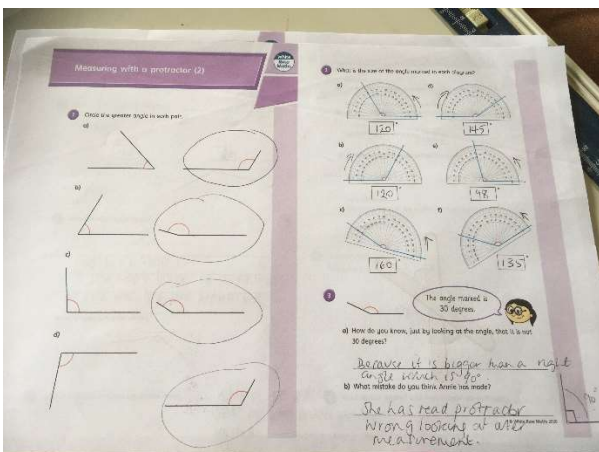 Measuring with a protractor (2)
White
Rose
Maths
1 Circle the greater angle in each pair.
a)
b)
c)
d)
2 What is the size of the angle marked in each diagram?
a)
120°
d)
145°
b)
120°
e)
c)
160°
f)
135°
3
The angle marked is
30 degrees.
a) How do you know, just by looking at the angle, that it is not
30 degrees?
Because it is bigger than a right
angle which is 90°
b) What mistake do you think Annie has made?
She has read protractor
wrong looking at
measurement.